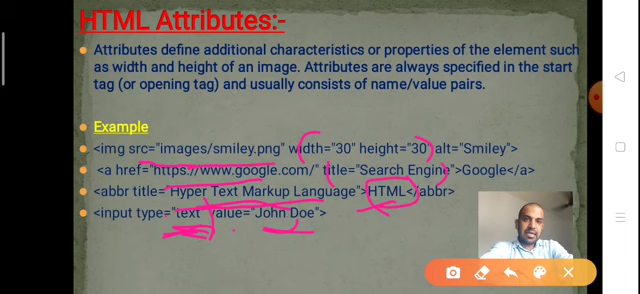 HTML Attributes:-
Attributes define additional characteristics or properties of the element such
as width and height of an image. Attributes are always specified in the start
tag (or opening tag) and usually consists of name/value pairs.
Example
<img src="images/smiley.png" width="30" height="30" alt="Smiley">
<a href="https://www.google.com/" title="Search Engine">Google</a>
<abbr title="Hyper Text Markup Language">HTML</abbr>
<input type="text" value="John Doe">